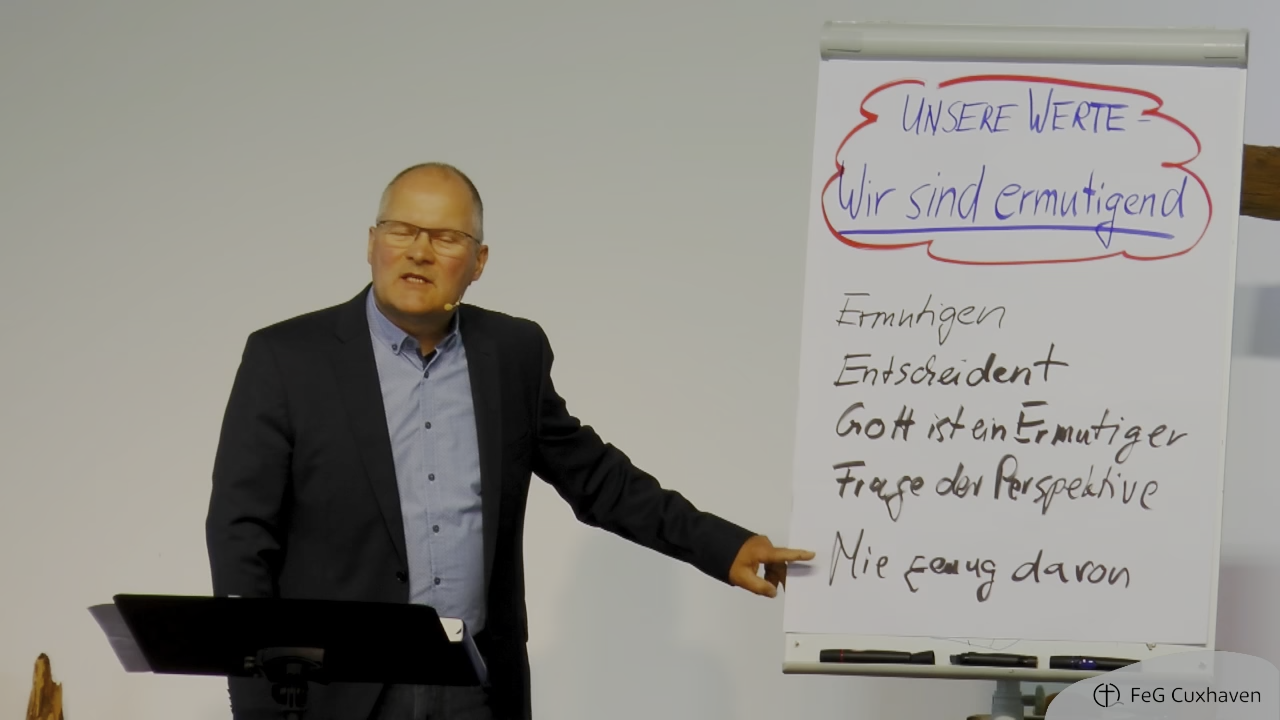 UNSERE WERTE -
Wir sind ermutigend
Ermutigen
Entscheident
Gott ist ein Ermutiger
Frage der Perspektive
Nie genug davon
FeG Cuxhaven